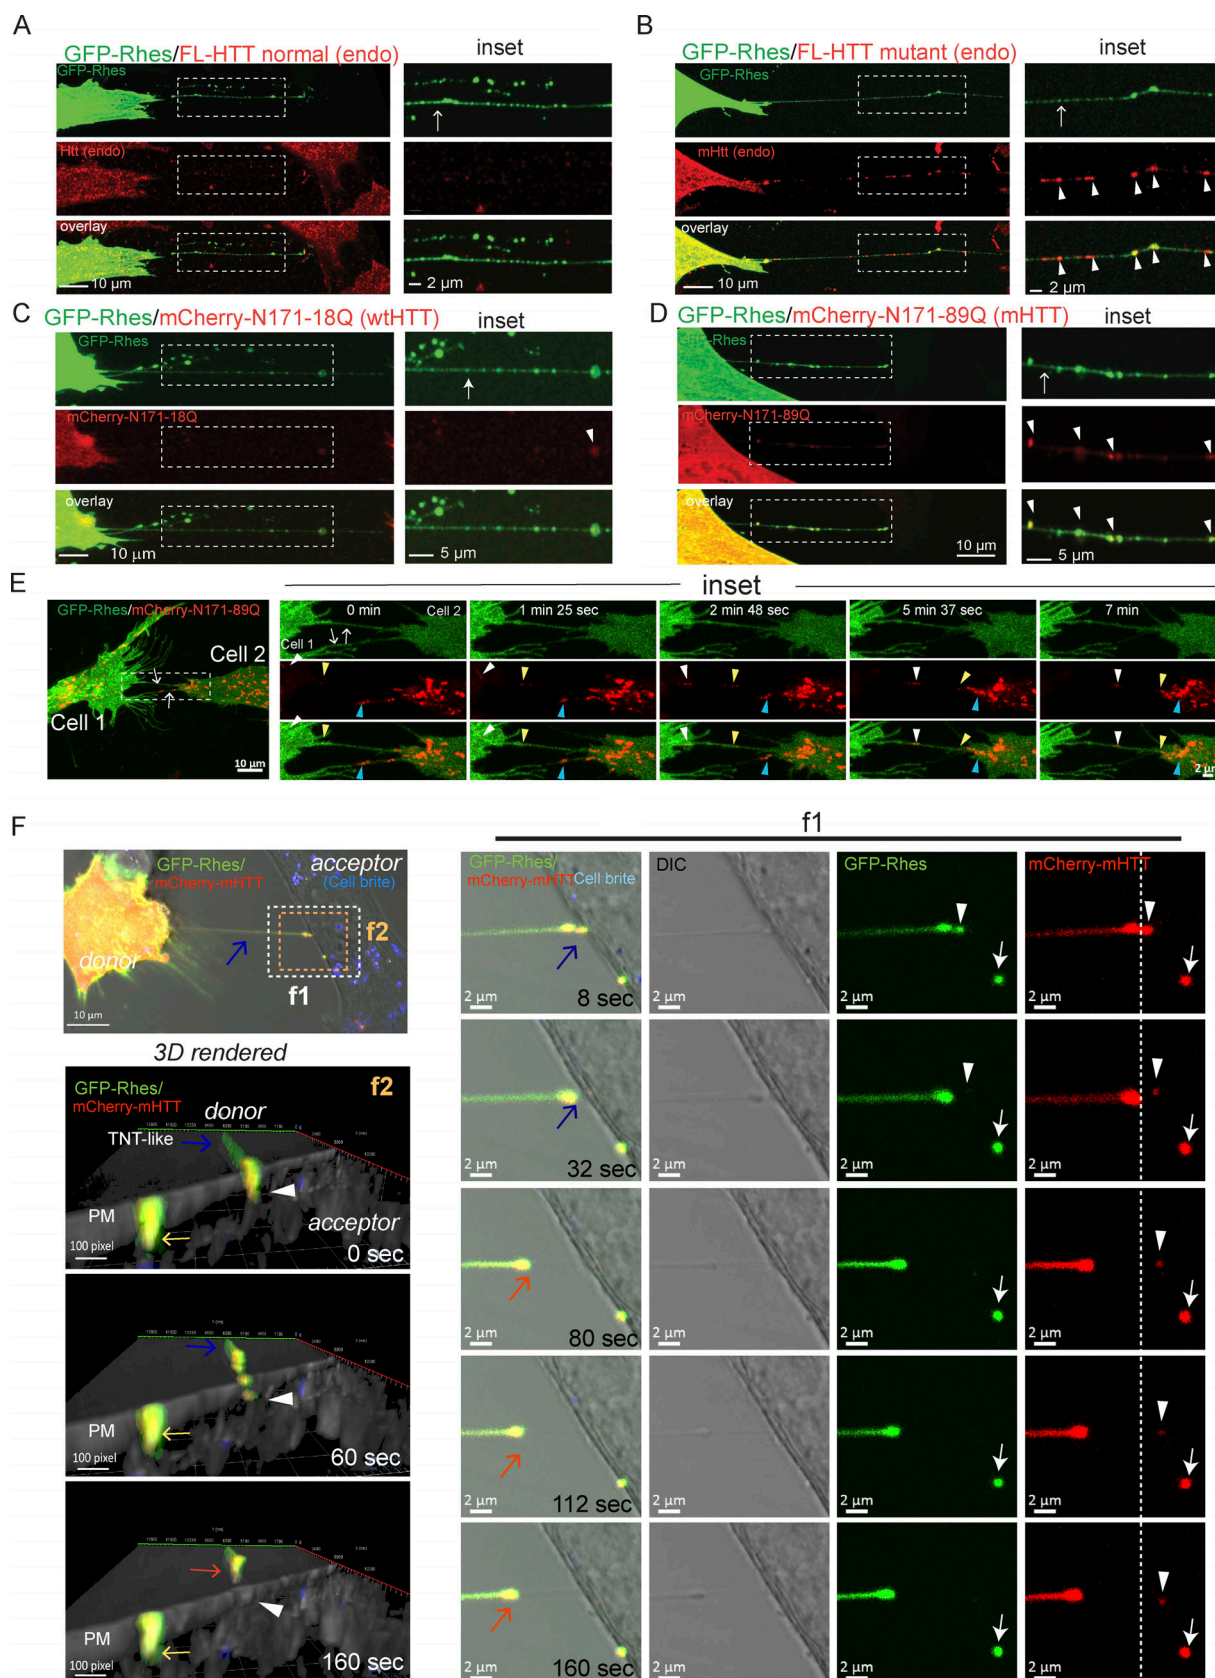 A
GFP-Rhes/FL-HTT normal (endo)
inset
GFP-Rhes
Htt (endo)
overlay
10 µm
2 µm
B
GFP-Rhes/FL-HTT mutant (endo)
inset
GFP-Rhes
mHtt (endo)
overlay
10 µm
2 µm
C
GFP-Rhes/mCherry-N171-18Q (wtHTT)
inset
GFP-Rhes
mCherry-N171-18Q
overlay
10 µm
5 µm
D
GFP-Rhes/mCherry-N171-89Q (mHTT)
inset
GFP-Rhes
mCherry-N171-89Q
overlay
10 µm
5 µm
E
inset
GFP-Rhes/mCherry-N171-89Q
Cell 2
Cell 1
10 µm
0 min
Cell 2
Cell 1
1 min 25 sec
2 min 48 sec
5 min 37 sec
7 min
2 µm
F
GFP-Rhes/
mCherry-mHTT
acceptor
(Cell brite)
donor
f2
f1
10 µm
3D rendered
GFP-Rhes/
mCherry-mHTT
f2
donor
TNT-like
PM
acceptor
100 pixel
0 sec
PM
100 pixel
60 sec
PM
100 pixel
160 sec
f1
GFP-Rhes/
mCherry-mHTT
Cell brite
DIC
GFP-Rhes
mCherry-mHTT
2 µm
8 sec
2 µm
2 µm
2 µm
2 µm
32 sec
2 µm
2 µm
2 µm
2 µm
80 sec
2 µm
2 µm
2 µm
2 µm
112 sec
2 µm
2 µm
2 µm
2 µm
160 sec
2 µm
2 µm
2 µm